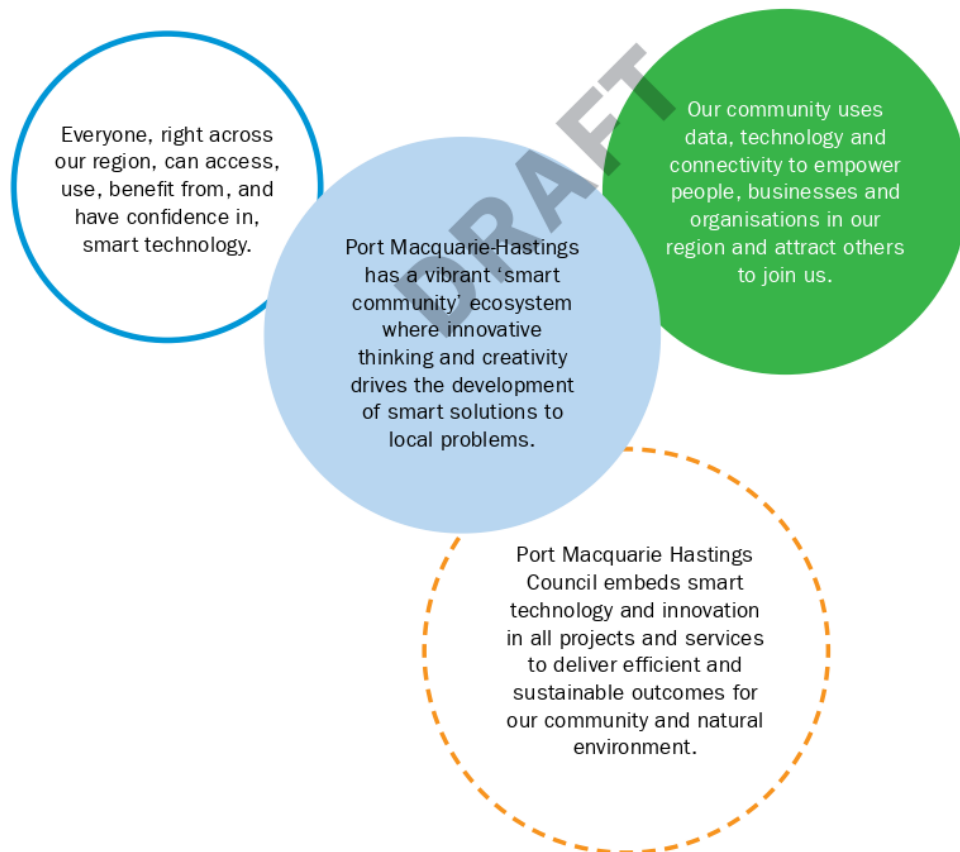 Everyone, right across
our region, can access,
use, benefit from, and
have confidence in,
smart technology.
Port Macquarie-Hastings
has a vibrant ‘smart
community’ ecosystem
where innovative
thinking and creativity
drives the development
of smart solutions to
local problems.
Our community uses
data, technology and
connectivity to empower
people, businesses and
organisations in our
region and attract others
to join us.
Port Macquarie Hastings
Council embeds smart
technology and innovation
in all projects and services
to deliver efficient and
sustainable outcomes for
our community and natural
environment.
DRAFT